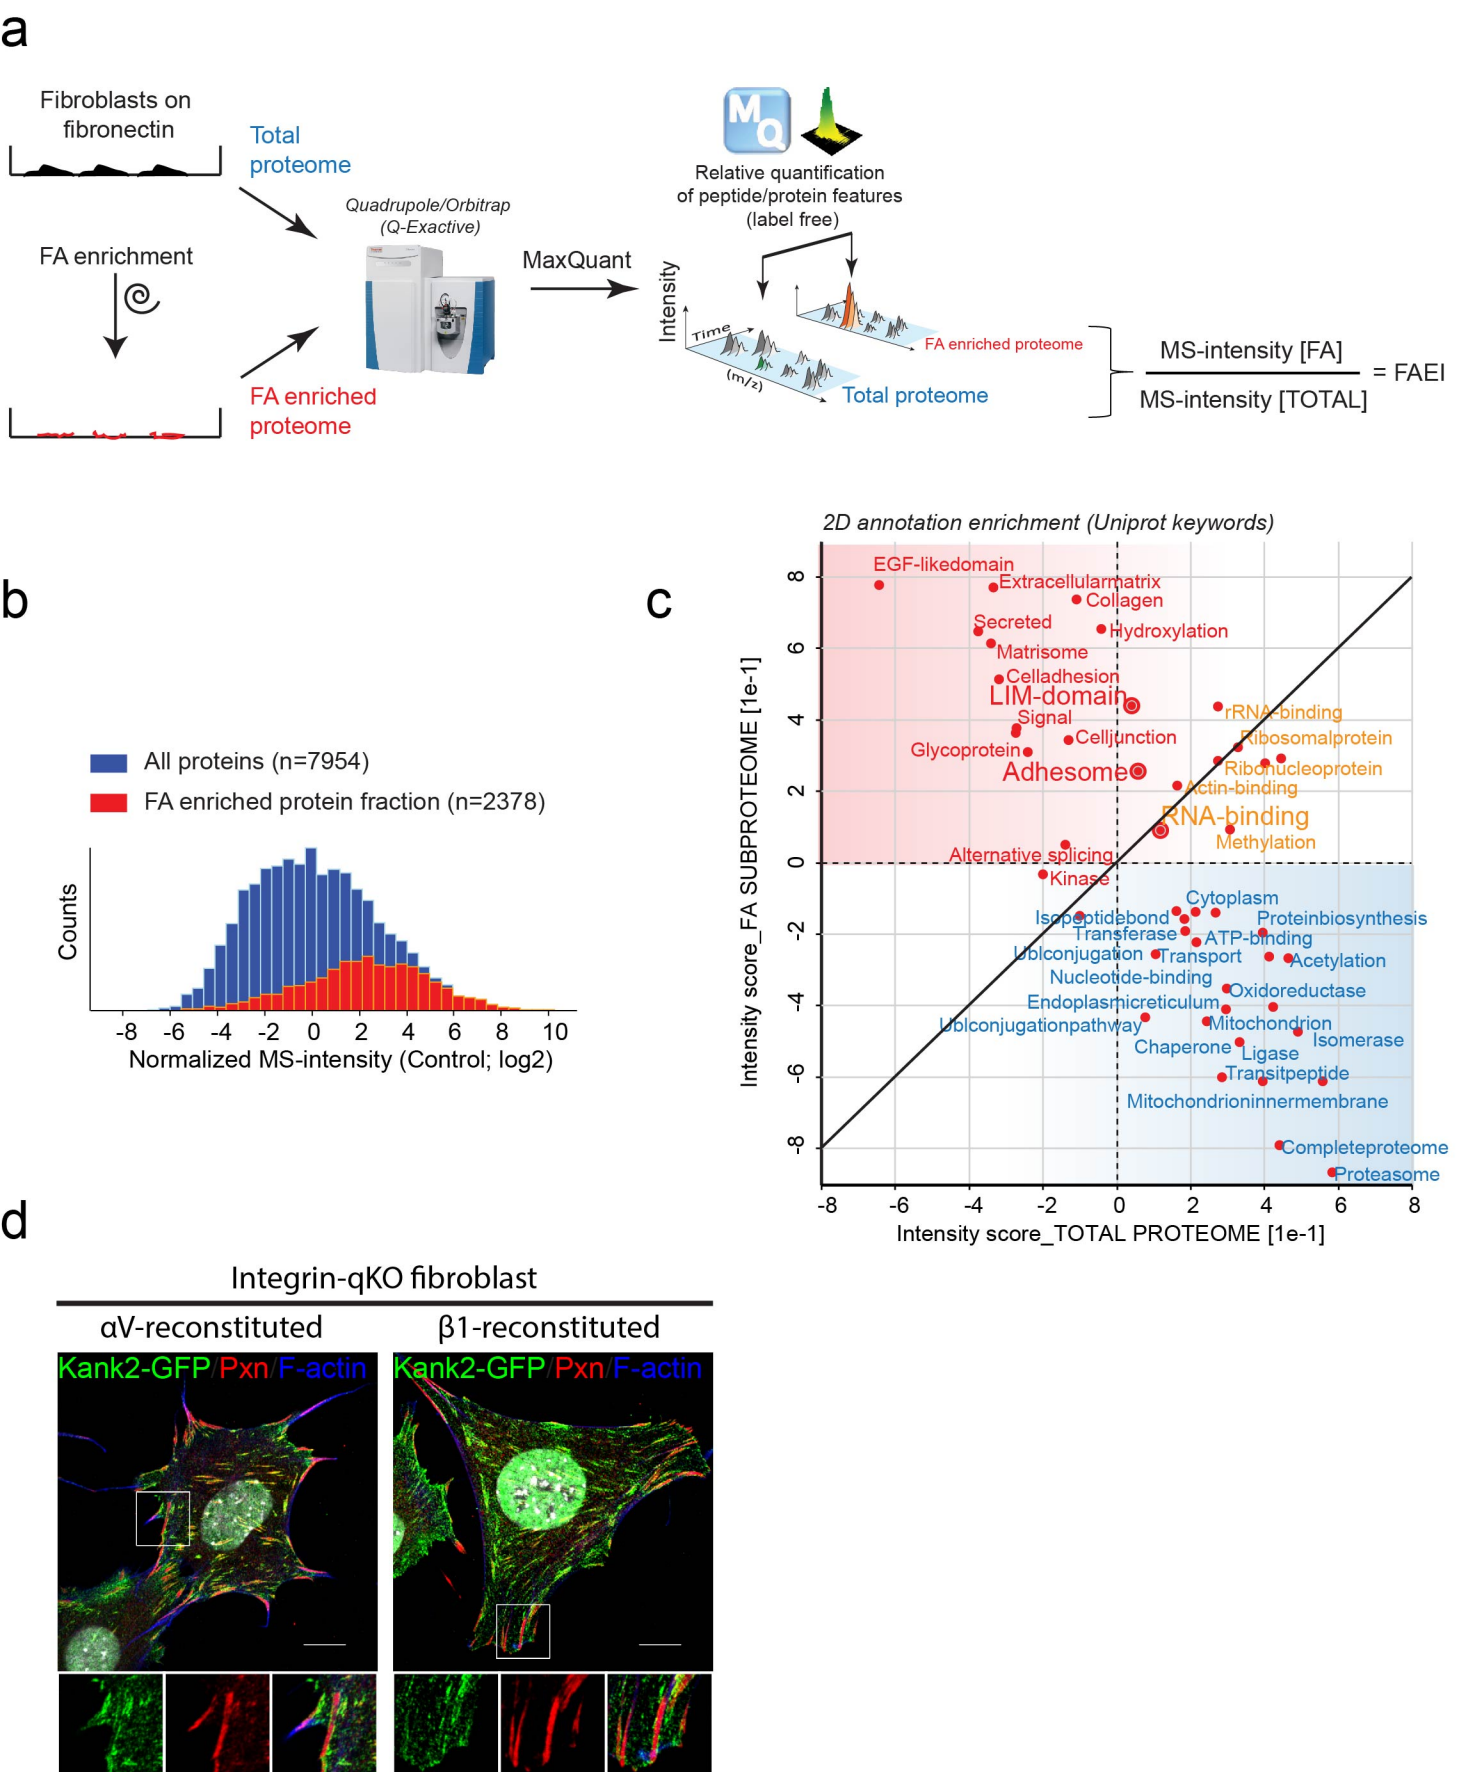 a
Fibroblasts on
fibronectin
Total
proteome
FA enrichment
FA enriched
proteome
Quadrupole/Orbitrap
(Q-Exactive)
MaxQuant
MQ
Relative quantification
of peptide/protein features
(label free)
Intensity
Time
(m/z)
FA enriched proteome
Total proteome
MS-intensity [FA]
MS-intensity [TOTAL]
= FAEI
b
All proteins (n=7954)
FA enriched protein fraction (n=2378)
Counts
-8 -6 -4 -2 0 2 4 6 8 10
Normalized MS-intensity (Control; log2)
c
2D annotation enrichment (Uniprot keywords)
Intensity score_FA SUBPROTEOME [1e-1]
8
6
4
2
0
-2
-4
-6
-8
EGF-likedomain
Extracellularmatrix
Collagen
Secreted
Hydroxylation
Matrisome
Celladhesion
LIM-domain
Signal
rRNA-binding
Celljunction
Ribosomalprotein
Glycoprotein
Adhesome
Ribonucleoprotein
Actin-binding
RNA-binding
Methylation
Alternative splicing
Kinase
Cytoplasm
Isopeptidebond
Proteinbiosynthesis
Transferase
ATP-binding
Ublconjugation
Transport
Acetylation
Nucleotide-binding
Oxidoreductase
Endoplasmicreticulum
Ublconjugationpathway
Mitochondrion
Isomerase
Chaperone
Ligase
Transitpeptide
Mitochondrioninnermembrane
Completeproteome
Proteasome
-8 -6 -4 -2 0 2 4 6 8
Intensity score_TOTAL PROTEOME [1e-1]
d
Integrin-qKO fibroblast
αV-reconstituted
β1-reconstituted
Kank2-GFP/Pxn/F-actin
Kank2-GFP/Pxn/F-actin